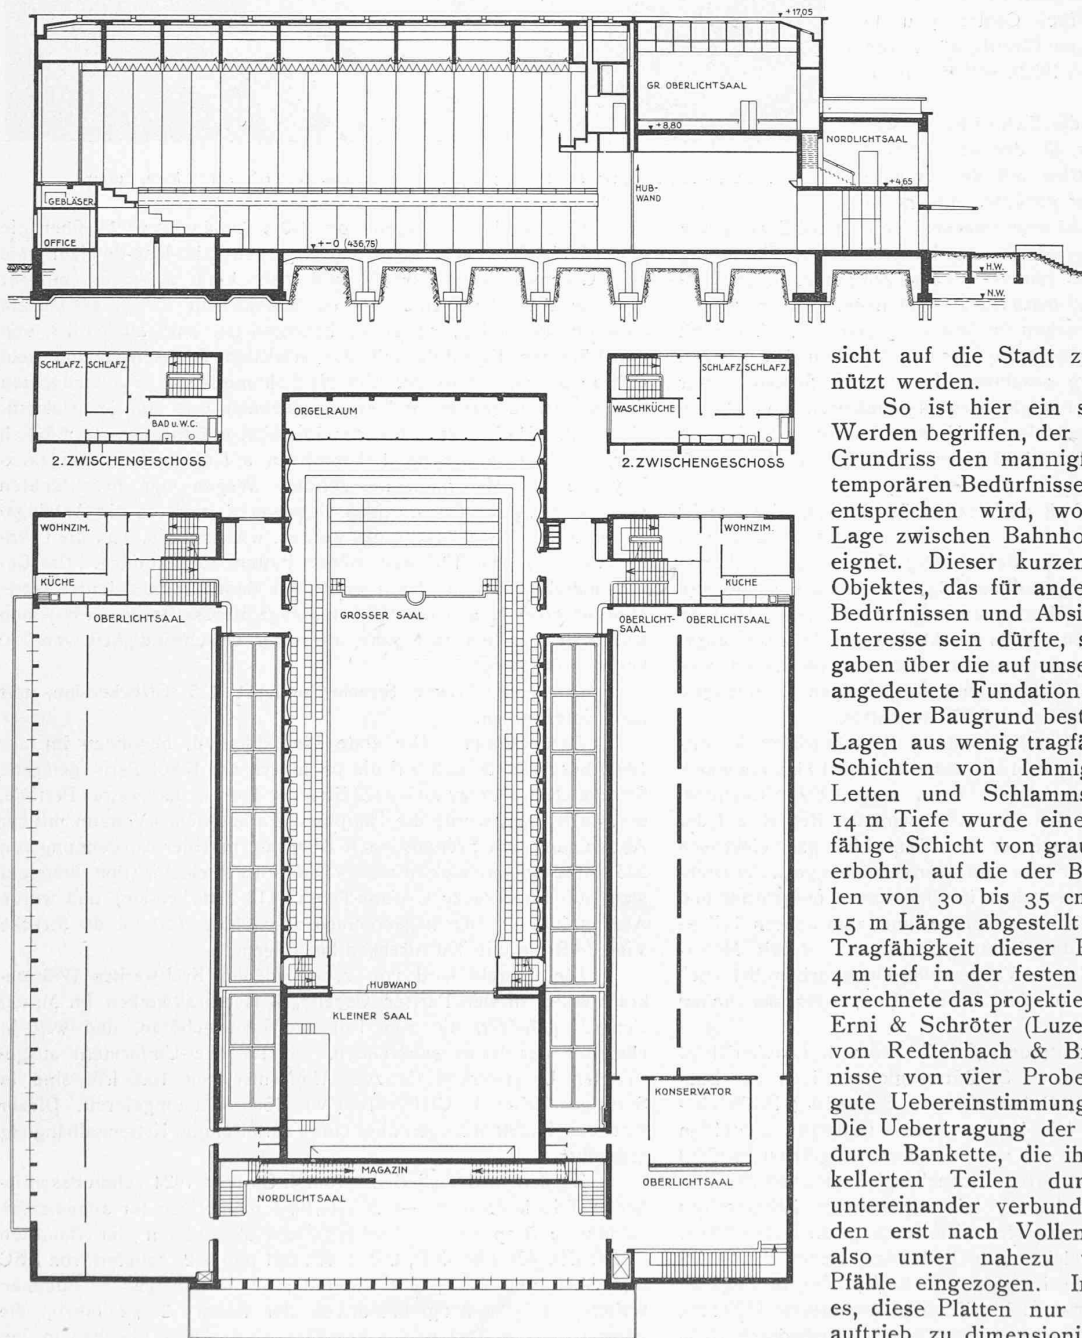 +17,05
GR. OBERLICHTSAAL
+8,80
NORDLICHTSAAL
+4,65
HUB-
WAND
GEBLÄSER.
OFFICE
+-0 (436,75)
H.W.
N.W.
SCHLAFZ. SCHLAFZ.
BAD u. W.C.
2. ZWISCHENGESCHOSS
ORGELRAUM
SCHLAFZ. SCHLAFZ.
WASCHKÜCHE
2. ZWISCHENGESCHOSS
WOHNZIM.
KÜCHE
OBERLICHTSAAL
GROSSER SAAL
WOHNZIM.
KÜCHE
OBERLICHT-
SAAL
OBERLICHTSAAL
HUBWAND
KLEINER SAAL
KONSERVATOR
MAGAZIN
NORDLICHTSAAL
OBERLICHTSAAL
sicht auf die Stadt z
nützt werden.
So ist hier ein s
Werden begriffen, der s
Grundriss den mannigf
temporären Bedürfnisse
entsprechen wird, wo
Lage zwischen Bahnho
eignet. Dieser kurzen
Objektes, das für ande
Bedürfnissen und Absi
Interesse sein dürfte, s
gaben über die auf unse
angedeutete Fundation
Der Baugrund best
Lagen aus wenig tragfä
Schichten von lehmig
Letten und Schlamms
14 m Tiefe wurde eine
fähige Schicht von grau
erbohrt, auf die der B
len von 30 bis 35 cm
15 m Länge abgestellt
Tragfähigkeit dieser P
4 m tief in der festen
errechnete das projektie
Erni & Schröter (Luze
von Redtenbach & Br
nisse von vier Probe
gute Uebereinstimmung
Die Uebertragung der
durch Bankette, die ih
kellerten Teilen dur
untereinander verbund
den erst nach Vollen
also unter nahezu
Pfähle eingezogen. In
es, diese Platten nur
auftrieb zu dimensioni